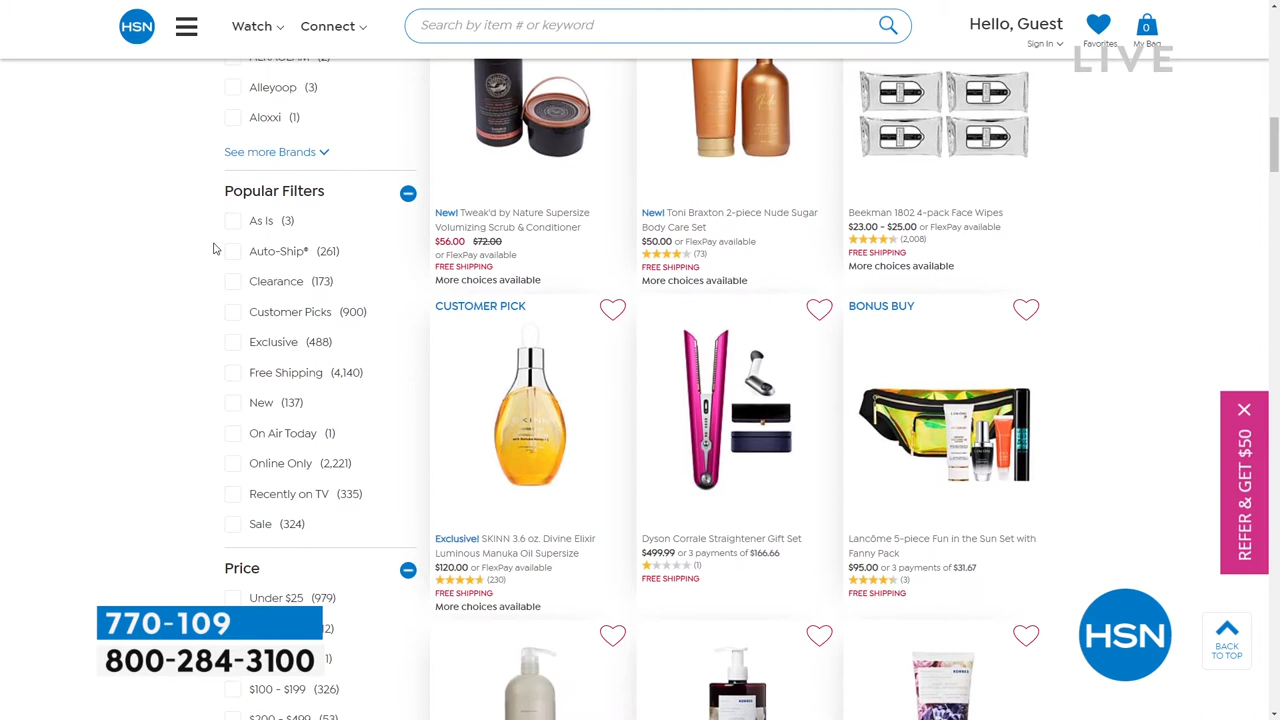 HSN
Watch
Connect
Search by item # or keyword
Hello, Guest
Sign In
Favorites
0
My Bag
LIVE
Alleyoop (3)
Aloxxi (1)
See more Brands
Popular Filters
As Is (3)
Auto-Ship® (261)
Clearance (173)
Customer Picks (900)
Exclusive (488)
Free Shipping (4,140)
New (137)
On Air Today (1)
Online Only (2,221)
Recently on TV (335)
Sale (324)
Price
Under $25 (979)
$100 - $199 (326)
$200 - $499 (53)
New! Tweak'd by Nature Supersize
Volumizing Scrub & Conditioner
$56.00 $72.00
or FlexPay available
FREE SHIPPING
More choices available
New! Toni Braxton 2-piece Nude Sugar
Body Care Set
$50.00 or FlexPay available
(73)
FREE SHIPPING
More choices available
Beekman 1802 4-pack Face Wipes
$23.00 - $25.00 or FlexPay available
(2,008)
FREE SHIPPING
More choices available
CUSTOMER PICK
Exclusive! SKINN 3.6 oz. Divine Elixir
Luminous Manuka Oil Supersize
$120.00 or FlexPay available
(230)
FREE SHIPPING
More choices available
Dyson Corrale Straightener Gift Set
$499.99 or 3 payments of $166.66
(1)
FREE SHIPPING
BONUS BUY
Lancôme 5-piece Fun in the Sun Set with
Fanny Pack
$95.00 or 3 payments of $31.67
(3)
FREE SHIPPING
KORRES
REFER & GET $50
770-109
800-284-3100
HSN
BACK
TO TOP